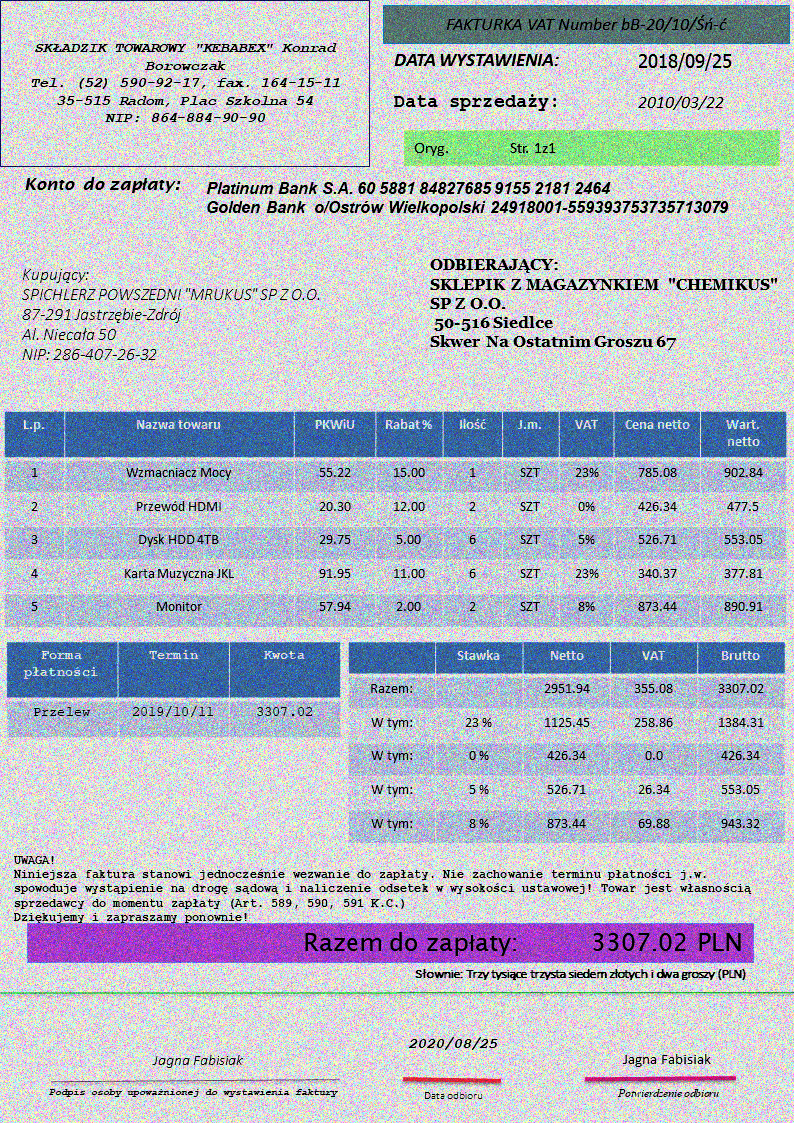 SKŁADZIK TOWAROWY "KEBABEX" Konrad
Borowczak
Tel. (52) 590-92-17, fax. 164-15-11
35-515 Radom, Plac Szkolna 54
NIP: 864-884-90-90
FAKTURKA VAT Number bB-20/10/Śń-ć
DATA WYSTAWIENIA: 2018/09/25
Data sprzedaży: 2010/03/22
Oryg. Str. 1z1
Konto do zapłaty: Platinum Bank S.A. 60 5881 84827685 9155 2181 2464
Golden Bank o/Ostrów Wielkopolski 24918001-559393753735713079
Kupujący:
SPICHLERZ POWSZEDNI "MRUKUS" SP Z O.O.
87-291 Jastrzębie-Zdrój
Al. Niecała 50
NIP: 286-407-26-32
ODBIERAJĄCY:
SKLEPIK Z MAGAZYNKIEM "CHEMIKUS"
SP Z O.O.
50-516 Siedlce
Skwer Na Ostatnim Groszu 67
L.p. Nazwa towaru PKWiU Rabat % Ilość J.m. VAT Cena netto Wart. netto
1 Wzmacniacz Mocy 55.22 15.00 1 SZT 23% 785.08 902.84
2 Przewód HDMI 20.30 12.00 2 SZT 0% 426.34 477.5
3 Dysk HDD 4TB 29.75 5.00 6 SZT 5% 526.71 553.05
4 Karta Muzyczna JKL 91.95 11.00 6 SZT 23% 340.37 377.81
5 Monitor 57.94 2.00 2 SZT 8% 873.44 890.91
Forma płatności Termin Kwota
Przelew 2019/10/11 3307.02
Stawka Netto VAT Brutto
Razem: 2951.94 355.08 3307.02
W tym: 23 % 1125.45 258.86 1384.31
W tym: 0 % 426.34 0.0 426.34
W tym: 5 % 526.71 26.34 553.05
W tym: 8 % 873.44 69.88 943.32
UWAGA!
Niniejsza faktura stanowi jednocześnie wezwanie do zapłaty. Nie zachowanie terminu płatności j.w.
spowoduje wystąpienie na drogę sądową i naliczenie odsetek w wysokości ustawowej! Towar jest własnością
sprzedawcy do momentu zapłaty (Art. 589, 590, 591 K.C.)
Dziękujemy i zapraszamy ponownie!
Razem do zapłaty: 3307.02 PLN
Słownie: Trzy tysiące trzysta siedem złotych i dwa groszy (PLN)
Jagna Fabisiak
Podpis osoby upoważnionej do wystawienia faktury
2020/08/25
Data odbioru
Jagna Fabisiak
Potwierdzenie odbioru